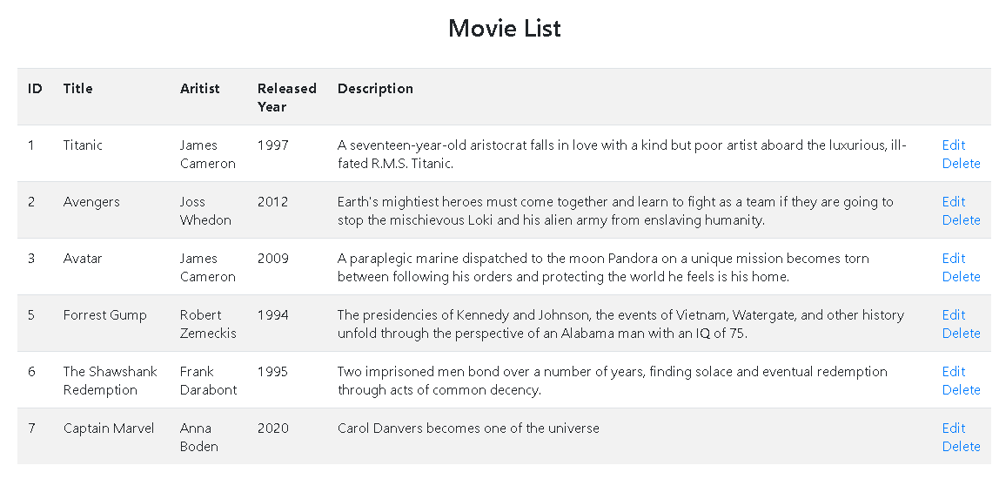 Movie List
ID Title Aritist Released Year Description
1 Titanic James Cameron 1997 A seventeen-year-old aristocrat falls in love with a kind but poor artist aboard the luxurious, ill-fated R.M.S. Titanic. Edit Delete
2 Avengers Joss Whedon 2012 Earth's mightiest heroes must come together and learn to fight as a team if they are going to stop the mischievous Loki and his alien army from enslaving humanity. Edit Delete
3 Avatar James Cameron 2009 A paraplegic marine dispatched to the moon Pandora on a unique mission becomes torn between following his orders and protecting the world he feels is his home. Edit Delete
5 Forrest Gump Robert Zemeckis 1994 The presidencies of Kennedy and Johnson, the events of Vietnam, Watergate, and other history unfold through the perspective of an Alabama man with an IQ of 75. Edit Delete
6 The Shawshank Redemption Frank Darabont 1995 Two imprisoned men bond over a number of years, finding solace and eventual redemption through acts of common decency. Edit Delete
7 Captain Marvel Anna Boden 2020 Carol Danvers becomes one of the universe Edit Delete